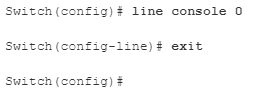 Switch(config)# line console 0
Switch(config-line)# exit
Switch(config)#